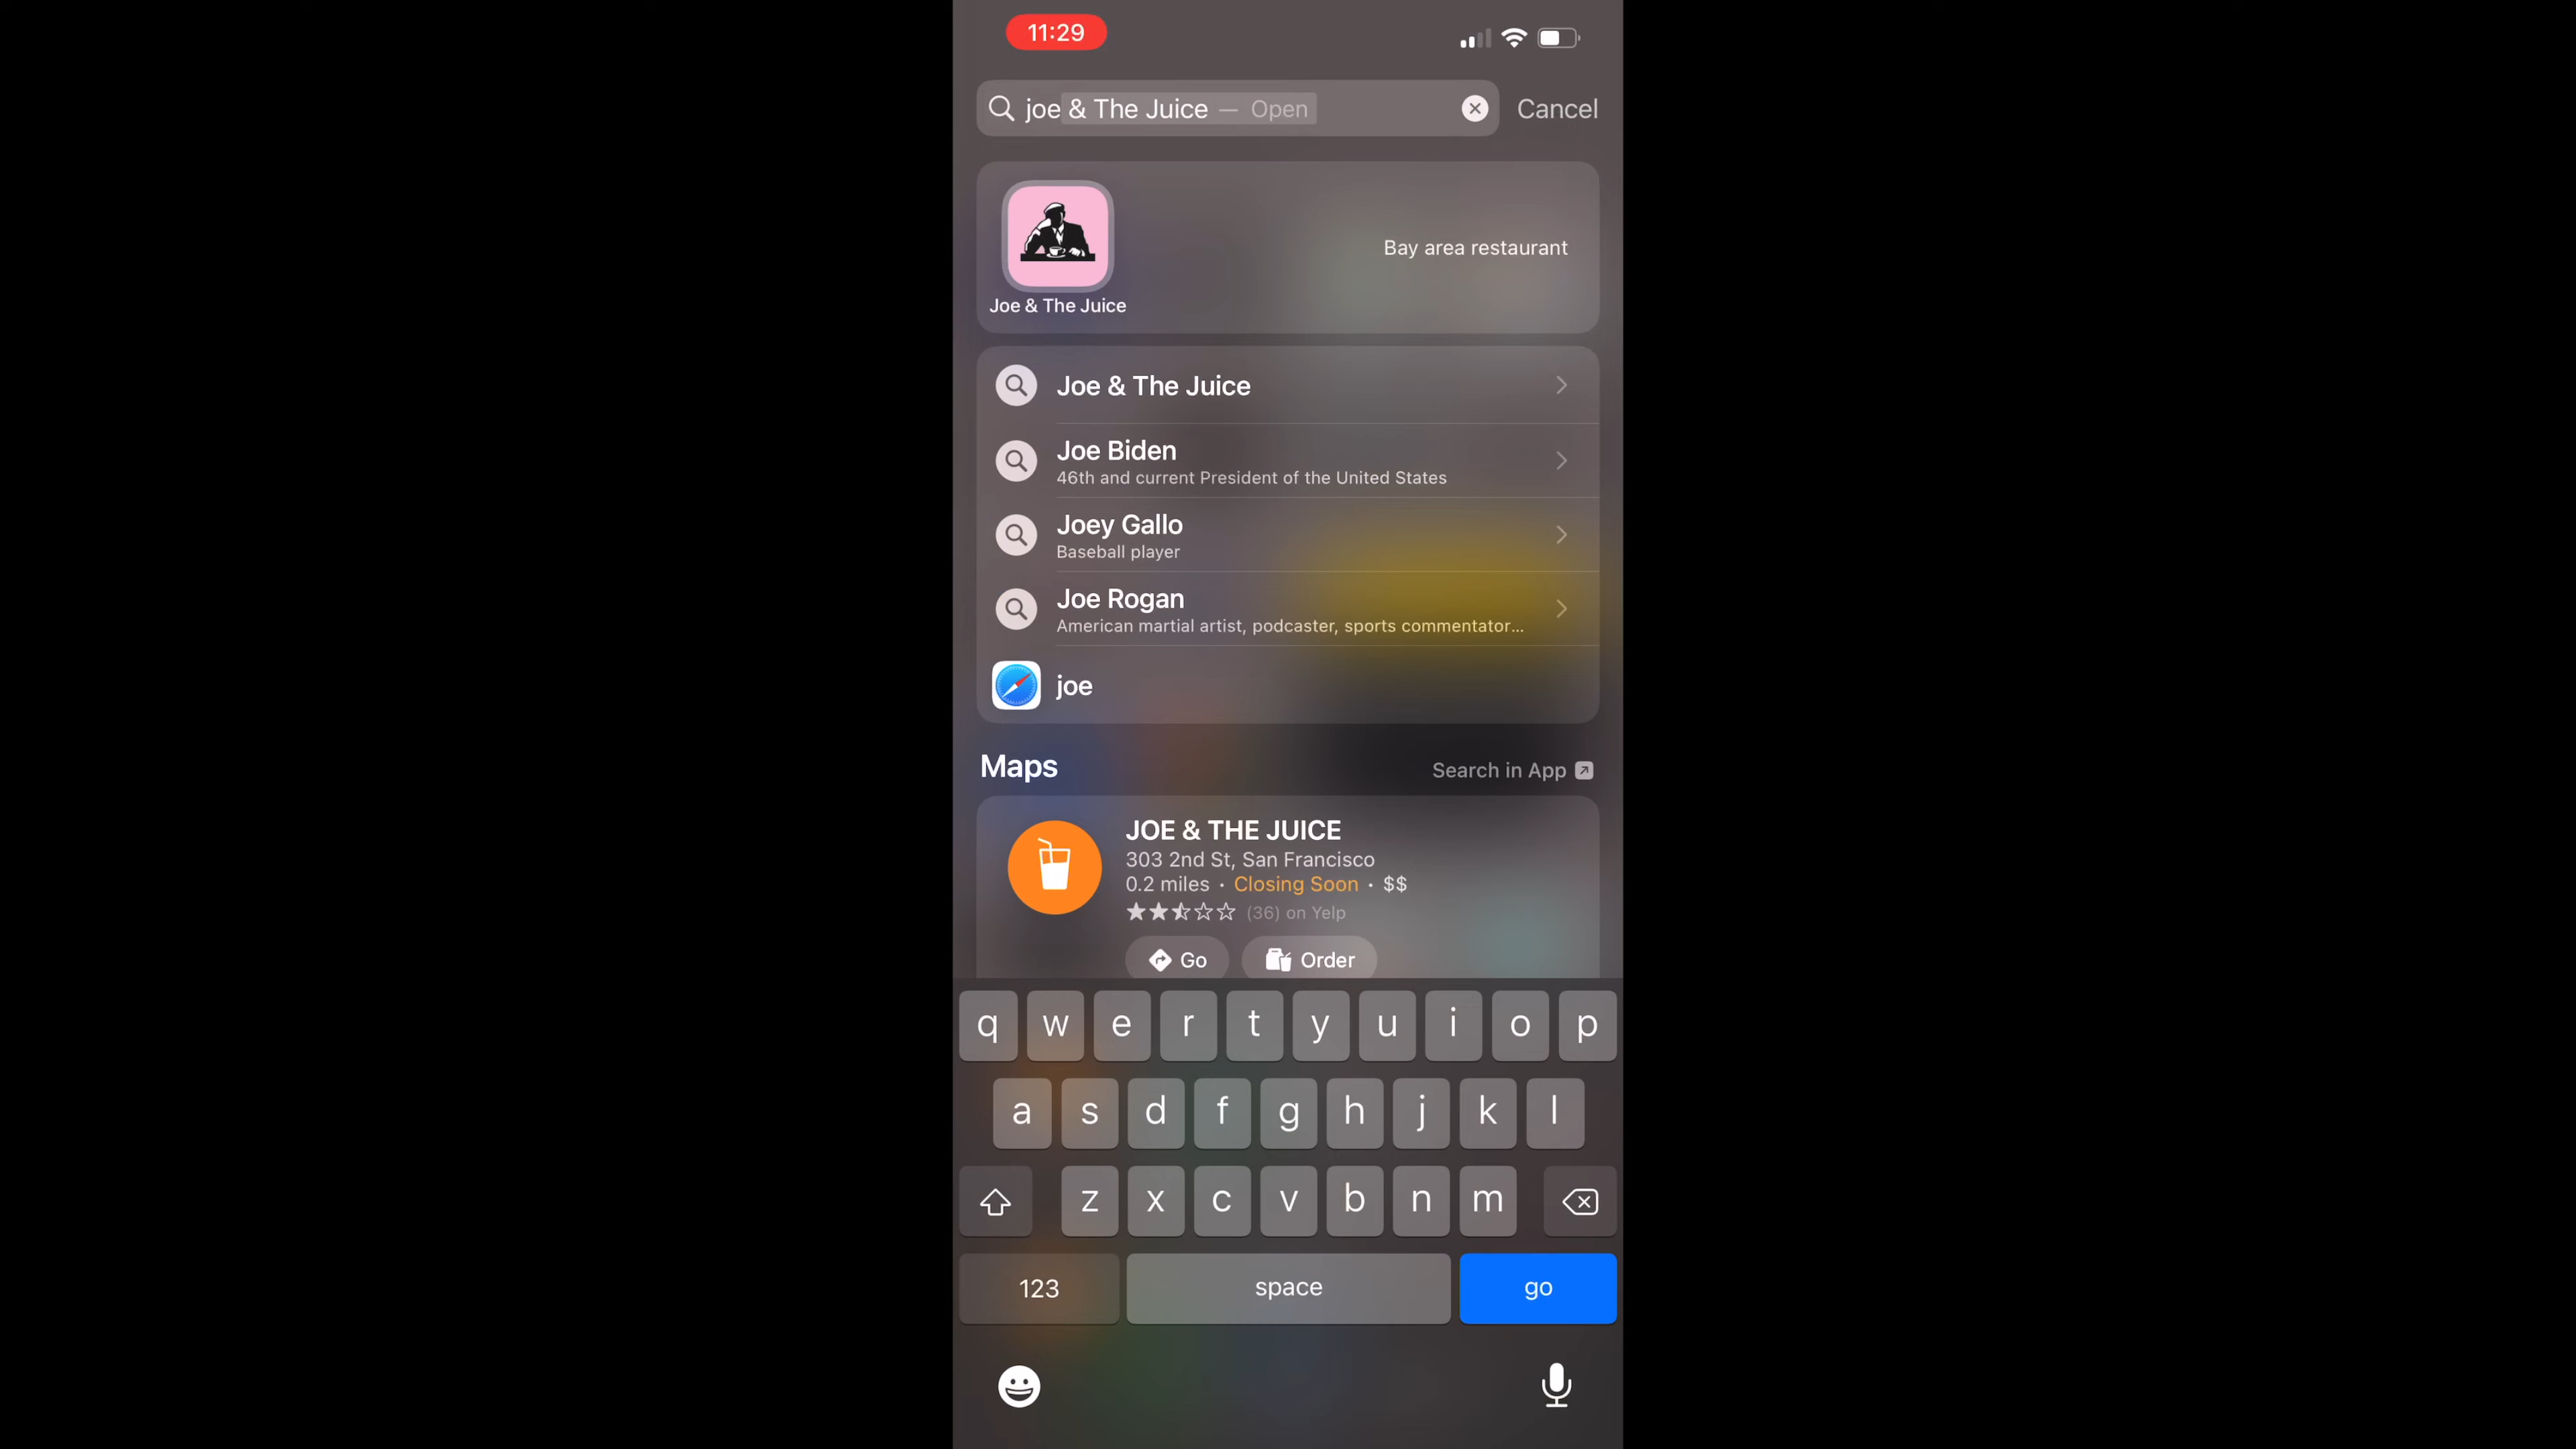 11:29
joe & The Juice — Open
Cancel
Bay area restaurant
Joe & The Juice
Joe & The Juice
Joe Biden
46th and current President of the United States
Joey Gallo
Baseball player
Joe Rogan
American martial artist, podcaster, sports commentator...
joe
Maps
Search in App
JOE & THE JUICE
303 2nd St, San Francisco
0.2 miles · Closing Soon · $$
(36) on Yelp
Go
Order
q w e r t y u i o p
a s d f g h j k l
z x c v b n m
123 space go